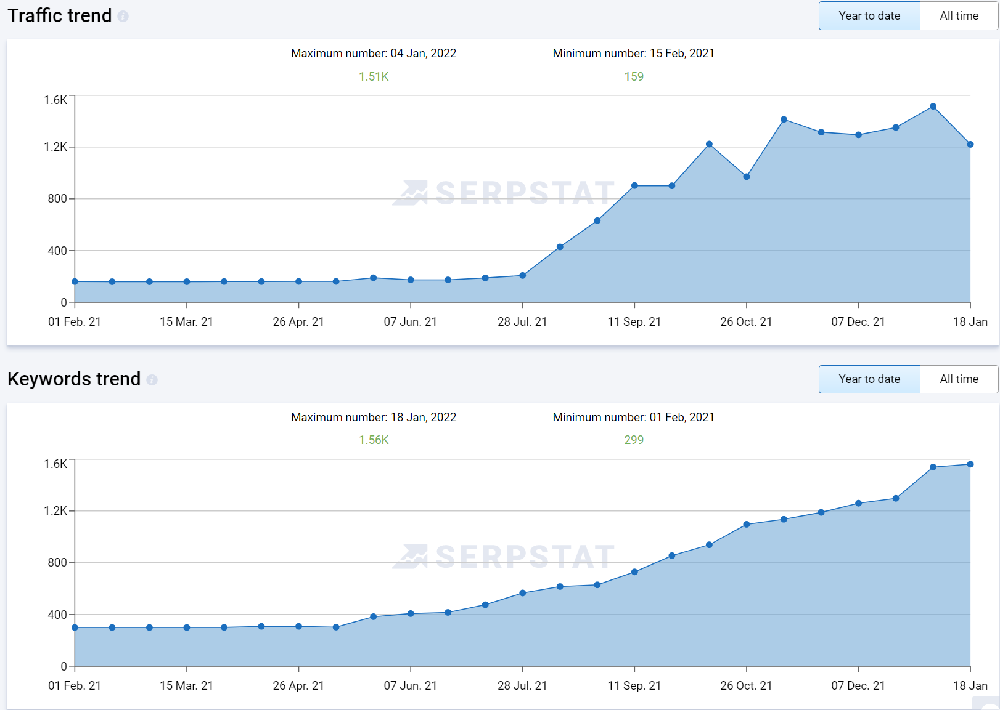 Traffic trend
Year to date
All time
Maximum number: 04 Jan, 2022
Minimum number: 15 Feb, 2021
1.51K
159
1.6K
1.2K
800
400
0
SERPSTAT
01 Feb. 21
15 Mar. 21
26 Apr. 21
07 Jun. 21
28 Jul. 21
11 Sep. 21
26 Oct. 21
07 Dec. 21
18 Jan
Keywords trend
Year to date
All time
Maximum number: 18 Jan, 2022
Minimum number: 01 Feb, 2021
1.56K
299
1.6K
1.2K
800
400
0
SERPSTAT
01 Feb. 21
15 Mar. 21
26 Apr. 21
07 Jun. 21
28 Jul. 21
11 Sep. 21
26 Oct. 21
07 Dec. 21
18 Jan